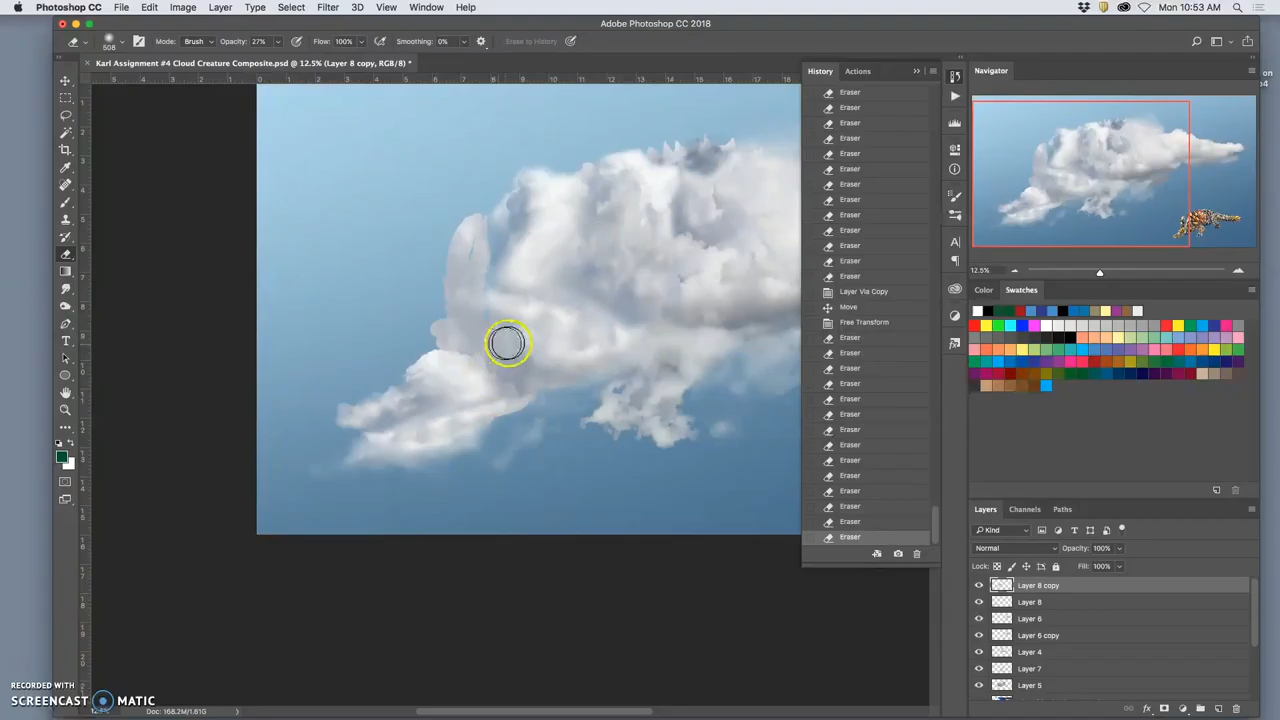 Photoshop CC File Edit Image Layer Type Select Filter 3D View Window Help Mon 10:53 AM
Adobe Photoshop CC 2018
508 Mode: Brush Opacity: 27% Flow: 100% Smoothing: 0% Erase to History
Karl Assignment #4 Cloud Creature Composite.psd @ 12.5% (Layer 8 copy, RGB/8) *
History Actions
Navigator
Eraser
Eraser
Eraser
Eraser
Eraser
Eraser
Eraser
Eraser
Eraser
Eraser
Eraser
Eraser
Eraser
Layer Via Copy
Move
Free Transform
Eraser
Eraser
Eraser
Eraser
Eraser
Eraser
Eraser
Eraser
Eraser
Eraser
Eraser
Eraser
Eraser
Eraser
12.5%
Color Swatches
Layers Channels Paths
Kind
Normal Opacity: 100%
Lock: Fill: 100%
Layer 8 copy
Layer 8
Layer 6
Layer 6 copy
Layer 4
Layer 7
Layer 5
Doc: 168.2M/1.61G
RECORDED WITH
SCREENCAST MATIC